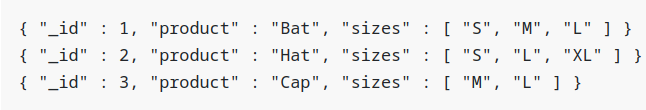 { "_id" : 1, "product" : "Bat", "sizes" : [ "S", "M", "L" ] }
{ "_id" : 2, "product" : "Hat", "sizes" : [ "S", "L", "XL" ] }
{ "_id" : 3, "product" : "Cap", "sizes" : [ "M", "L" ] }